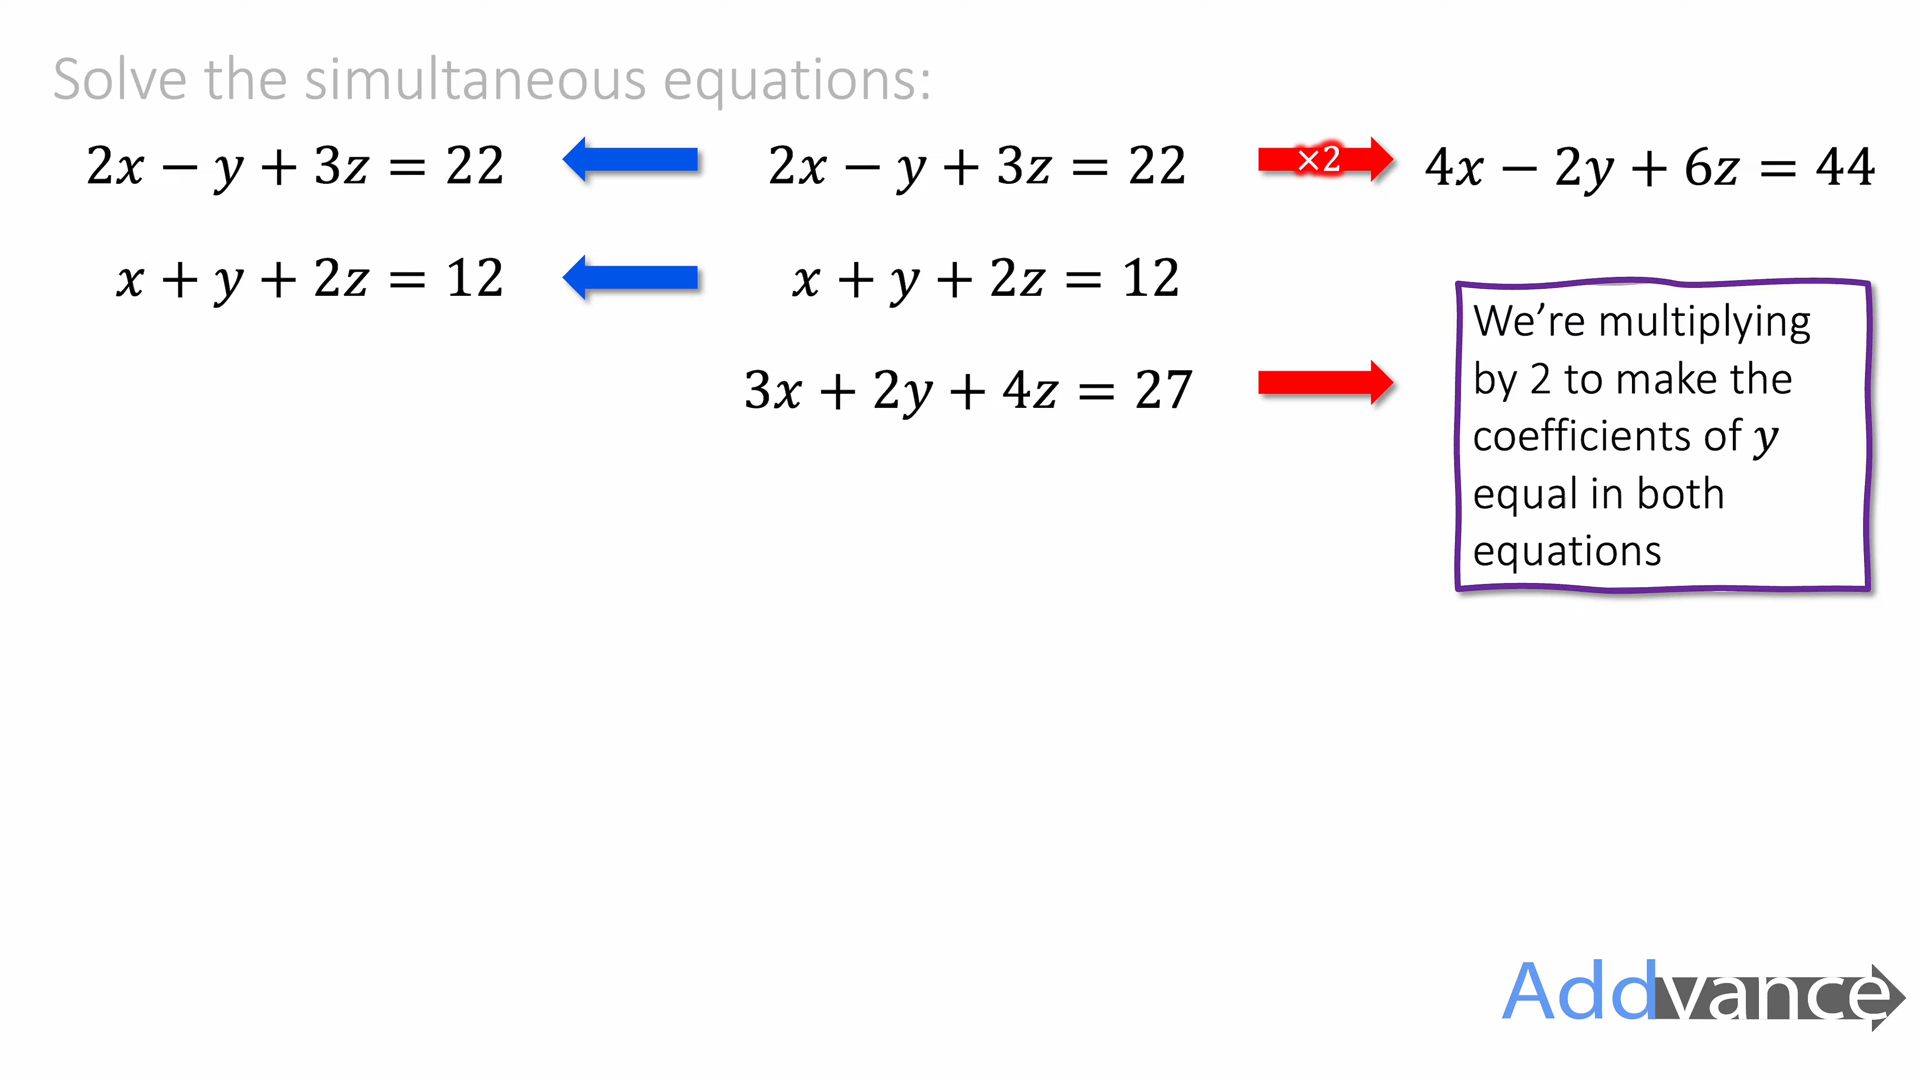 Solve the simultaneous equations:
2x − y + 3z = 22
2x − y + 3z = 22
×2
4x − 2y + 6z = 44
x + y + 2z = 12
x + y + 2z = 12
3x + 2y + 4z = 27
We’re multiplying
by 2 to make the
coefficients of y
equal in both
equations
Addvance